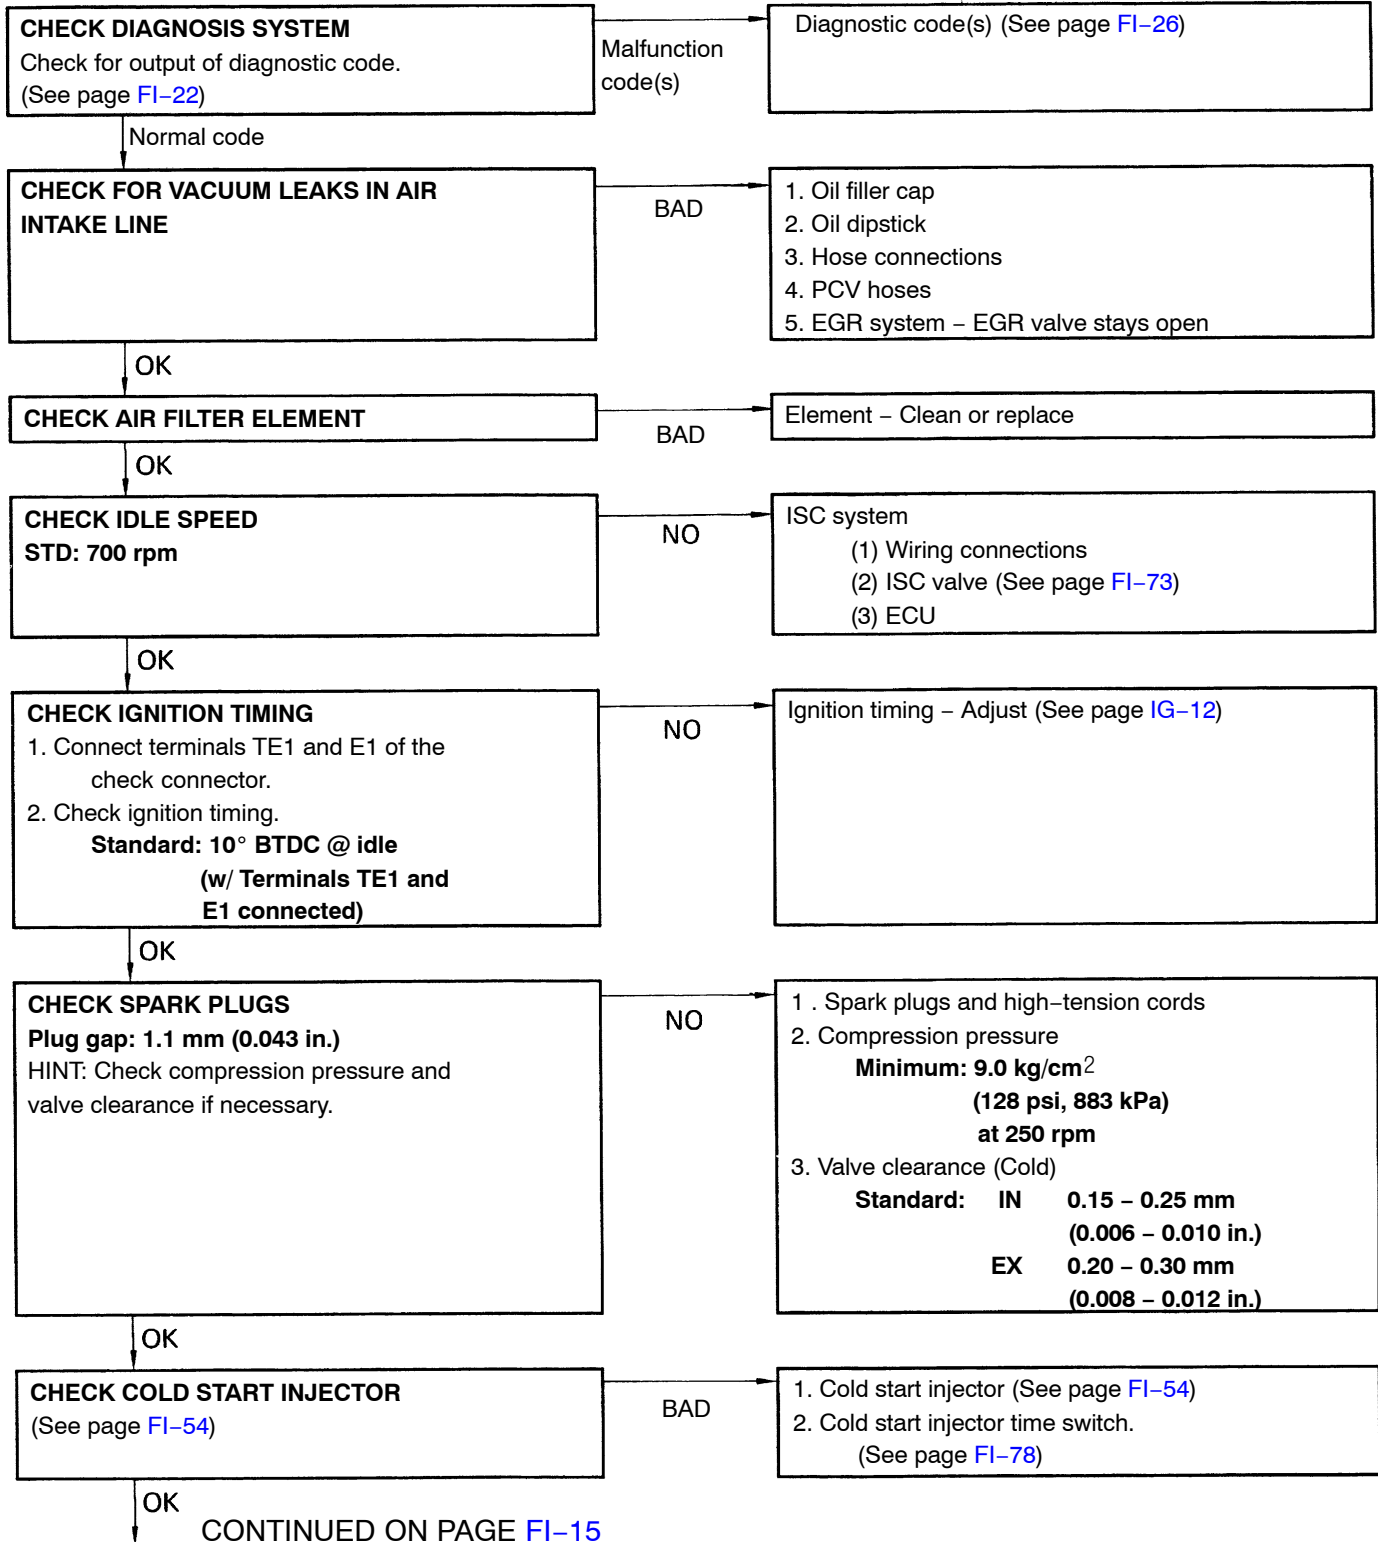 CHECK DIAGNOSIS SYSTEM
Check for output of diagnostic code.
(See page FI−22)
Malfunction
code(s)
Diagnostic code(s) (See page FI−26)
Normal code
CHECK FOR VACUUM LEAKS IN AIR
INTAKE LINE
BAD
1. Oil filler cap
2. Oil dipstick
3. Hose connections
4. PCV hoses
5. EGR system − EGR valve stays open
OK
CHECK AIR FILTER ELEMENT
BAD
Element − Clean or replace
OK
CHECK IDLE SPEED
STD: 700 rpm
NO
ISC system
(1) Wiring connections
(2) ISC valve (See page FI−73)
(3) ECU
OK
CHECK IGNITION TIMING
1. Connect terminals TE1 and E1 of the
check connector.
2. Check ignition timing.
Standard: 10° BTDC @ idle
(w/ Terminals TE1 and
E1 connected)
NO
Ignition timing − Adjust (See page IG−12)
OK
CHECK SPARK PLUGS
Plug gap: 1.1 mm (0.043 in.)
HINT: Check compression pressure and
valve clearance if necessary.
NO
1 . Spark plugs and high−tension cords
2. Compression pressure
Minimum: 9.0 kg/cm2
(128 psi, 883 kPa)
at 250 rpm
3. Valve clearance (Cold)
Standard: IN 0.15 − 0.25 mm
(0.006 − 0.010 in.)
EX 0.20 − 0.30 mm
(0.008 − 0.012 in.)
OK
CHECK COLD START INJECTOR
(See page FI−54)
BAD
1. Cold start injector (See page FI−54)
2. Cold start injector time switch.
(See page FI−78)
OK
CONTINUED ON PAGE FI−15